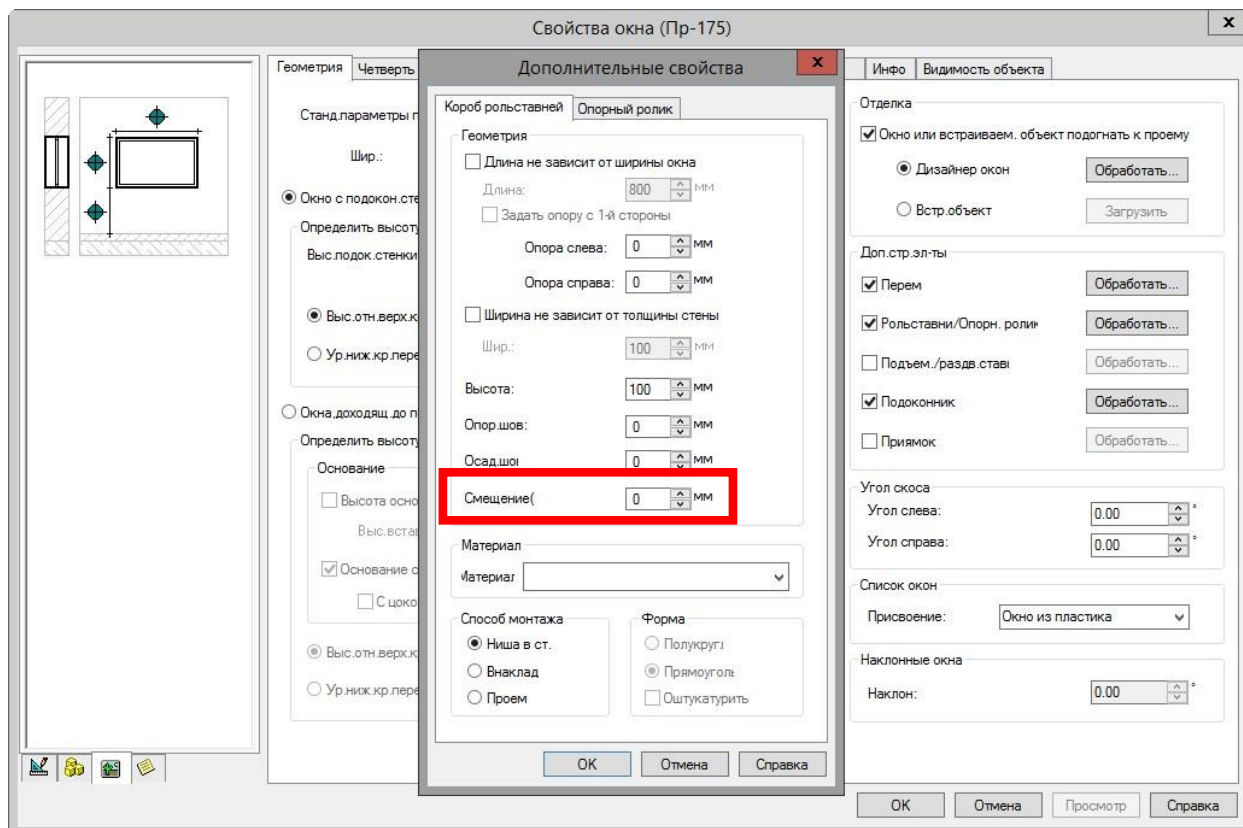 Свойства окна (Пр-175)
x
Геометрия
Четверть
Станд.параметры п
Шир.:
Окно с подокон.сте
Определить высоту
Выс.подок.стенки
Выс.отн.верх.к
Ур.ниж.кр.пере
Окна,доходящ.до п
Определить высоту
Основание
Высота осно
Выс.встав
Основание с
С цоко
Выс.отн.верх.к
Ур.ниж.кр.пере
Дополнительные свойства
x
Короб рольставней
Опорный ролик
Геометрия
Длина не зависит от ширины окна
Длина: 800 мм
Задать опору с 1-й стороны
Опора слева: 0 мм
Опора справа: 0 мм
Ширина не зависит от толщины стены
Шир.: 100 мм
Высота: 100 мм
Опор.шов: 0 мм
Осад.шо 0 мм
Смещение( 0 мм
Материал
Материал
Способ монтажа
Ниша в ст.
Внаклад
Проем
Форма
Полукругл
Прямоуголь
Оштукатурить
OK Отмена Справка
Инфо
Видимость объекта
Отделка
Окно или встраиваем. объект подогнать к проему
Дизайнер окон Обработать...
Встр.объект Загрузить
Доп.стр.эл-ты
Перем Обработать...
Рольставни/Опорн. ролик Обработать...
Подъем./раздв.ставн Обработать...
Подоконник Обработать...
Приямок Обработать...
Угол скоса
Угол слева: 0.00 °
Угол справа: 0.00 °
Список окон
Присвоение: Окно из пластика
Наклонные окна
Наклон: 0.00 °
OK Отмена Просмотр Справка